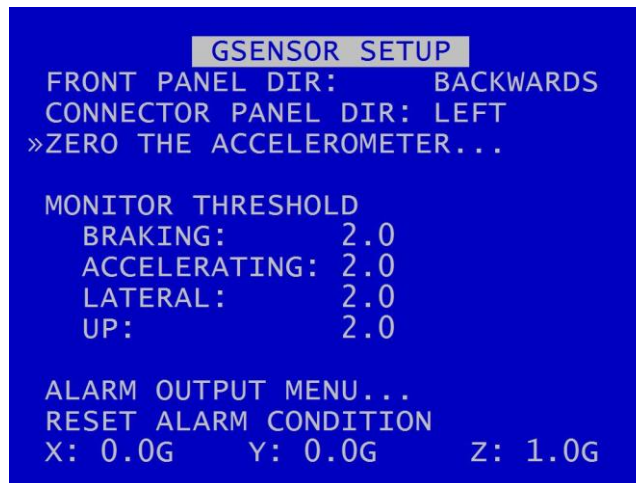 GSENSOR SETUP
FRONT PANEL DIR: BACKWARDS
CONNECTOR PANEL DIR: LEFT
»ZERO THE ACCELEROMETER...
MONITOR THRESHOLD
BRAKING: 2.0
ACCELERATING: 2.0
LATERAL: 2.0
UP: 2.0
ALARM OUTPUT MENU...
RESET ALARM CONDITION
X: 0.0G Y: 0.0G Z: 1.0G